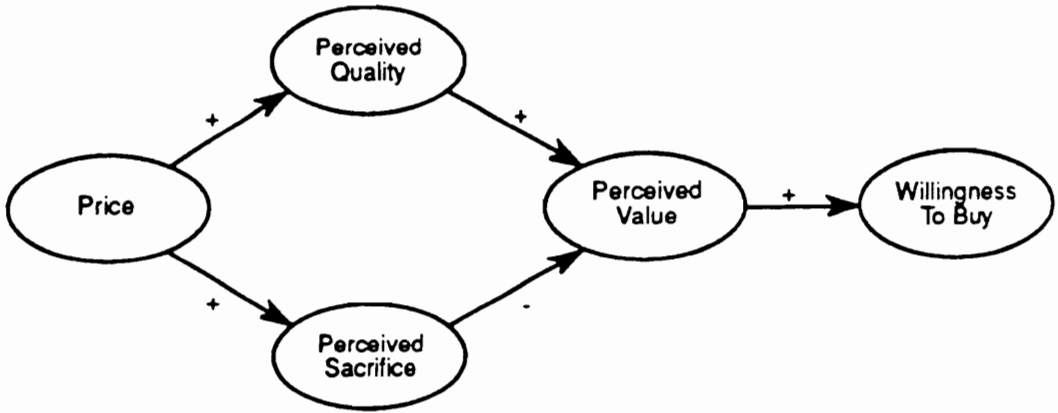 Perceived
Quality
+
+
Price
Perceived
Value
+
Willingness
To Buy
+
-
Perceived
Sacrifice